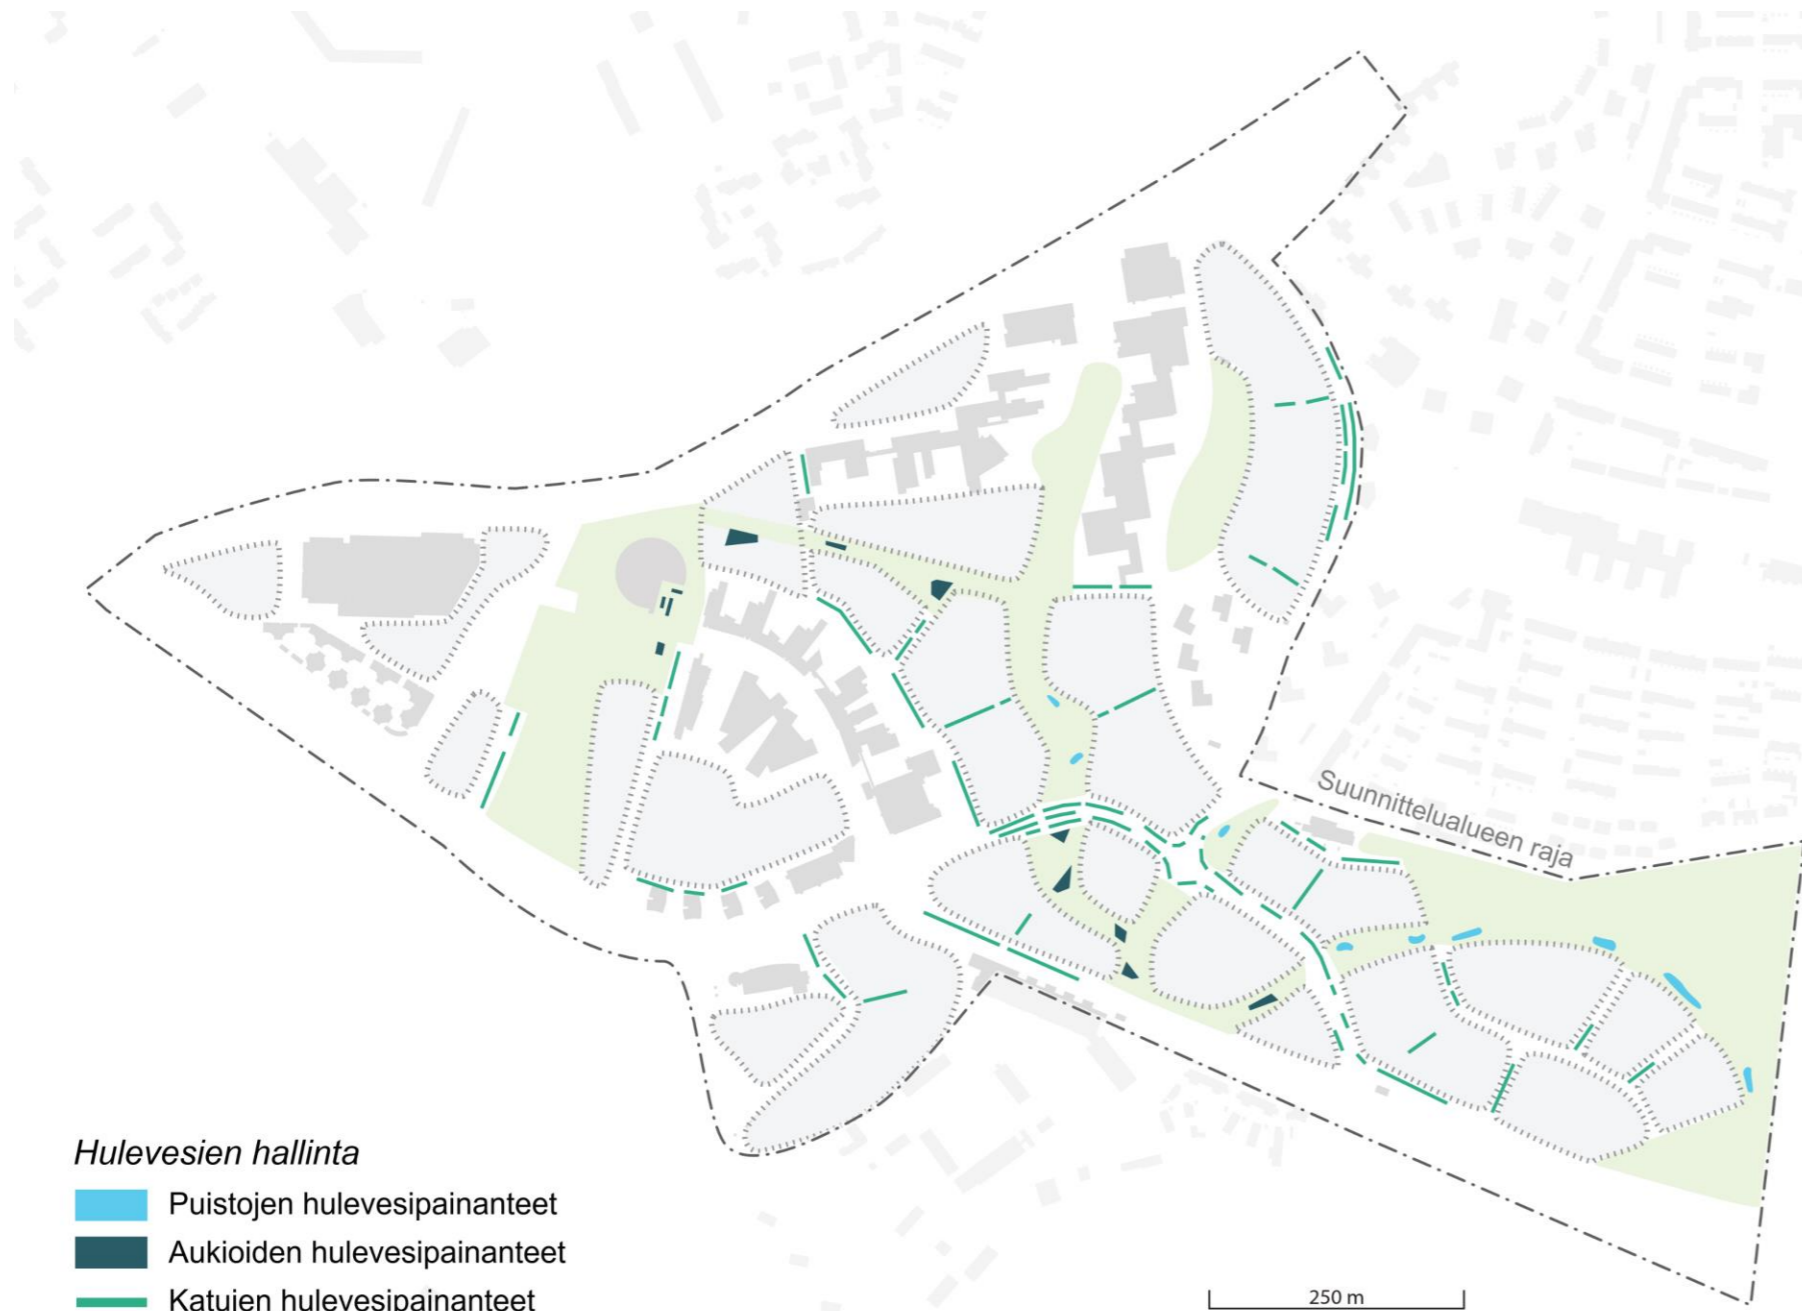 Suunnittelualueen raja
Hulevesien hallinta
Puistojen hulevesipainanteet
Aukioiden hulevesipainanteet
Katujen hulevesipainanteet
250 m